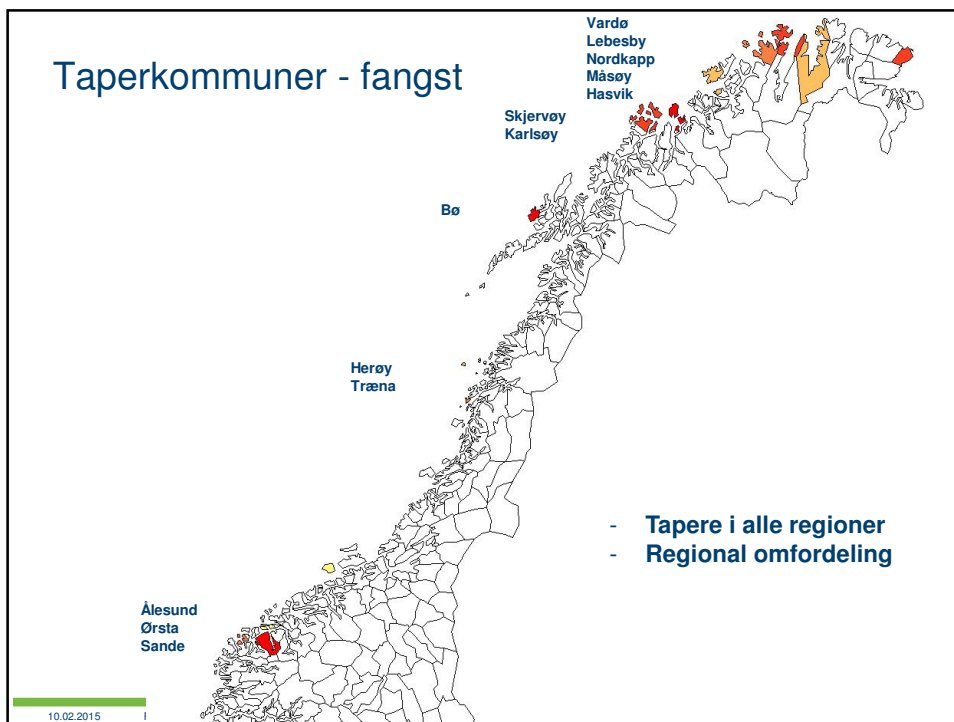 Taperkommuner - fangst
Vardø
Lebesby
Nordkapp
Måsøy
Hasvik
Skjervøy
Karlsøy
Bø
Herøy
Træna
- Tapere i alle regioner
- Regional omfordeling
Ålesund
Ørsta
Sande
10.02.2015